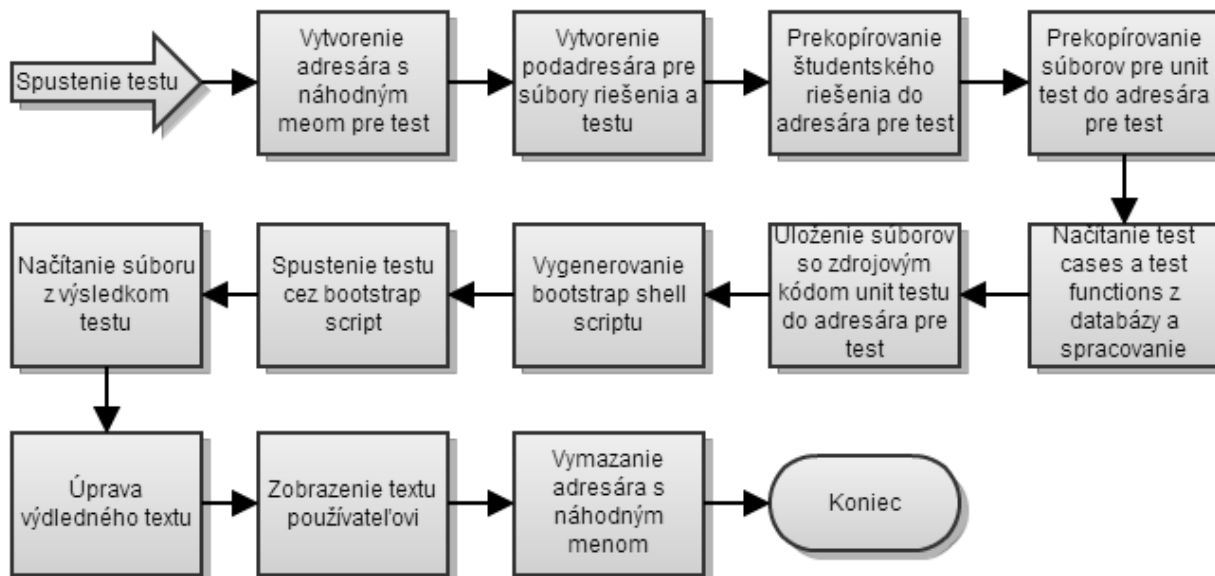 Spustenie testu
Vytvorenie
adresára s
náhodným
meom pre test
Vytvorenie
podadresára pre
súbory riešenia a
testu
Prekopírovanie
študentského
riešenia do
adresára pre test
Prekopírovanie
súborov pre unit
test do adresára
pre test
Načítanie test
cases a test
functions z
databázy a
spracovanie
Uloženie súborov
so zdrojovým
kódom unit testu
do adresára pre
test
Vygenerovanie
bootstrap shell
scriptu
Spustenie testu
cez bootstrap
script
Načítanie súboru
z výsledkom
testu
Úprava
výdledného textu
Zobrazenie textu
používateľovi
Vymazanie
adresára s
náhodným
menom
Koniec